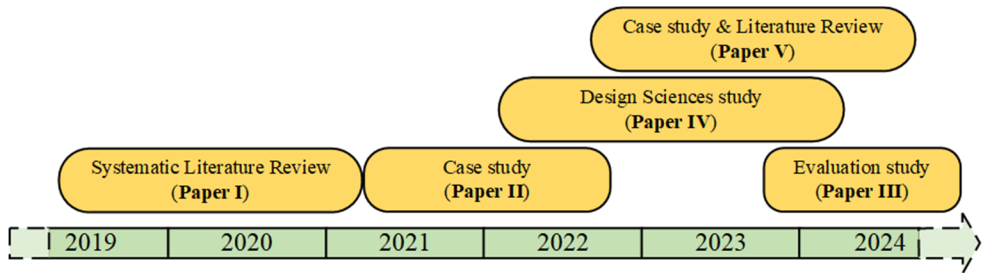 Case study & Literature Review
(Paper V)
Design Sciences study
(Paper IV)
Systematic Literature Review
(Paper I)
Case study
(Paper II)
Evaluation study
(Paper III)
2019 2020 2021 2022 2023 2024